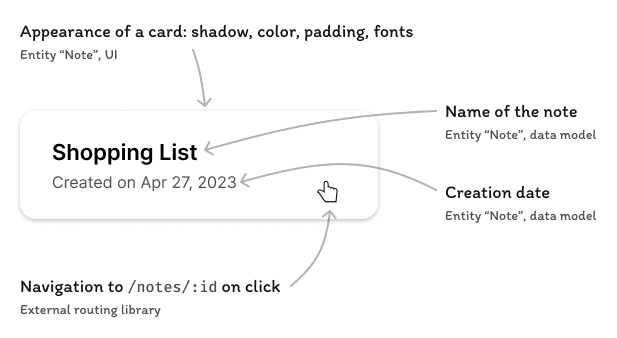 Appearance of a card: shadow, color, padding, fonts
Entity “Note”, UI
Name of the note
Entity “Note”, data model
Shopping List
Created on Apr 27, 2023
Creation date
Entity “Note”, data model
Navigation to /notes/:id on click
External routing library